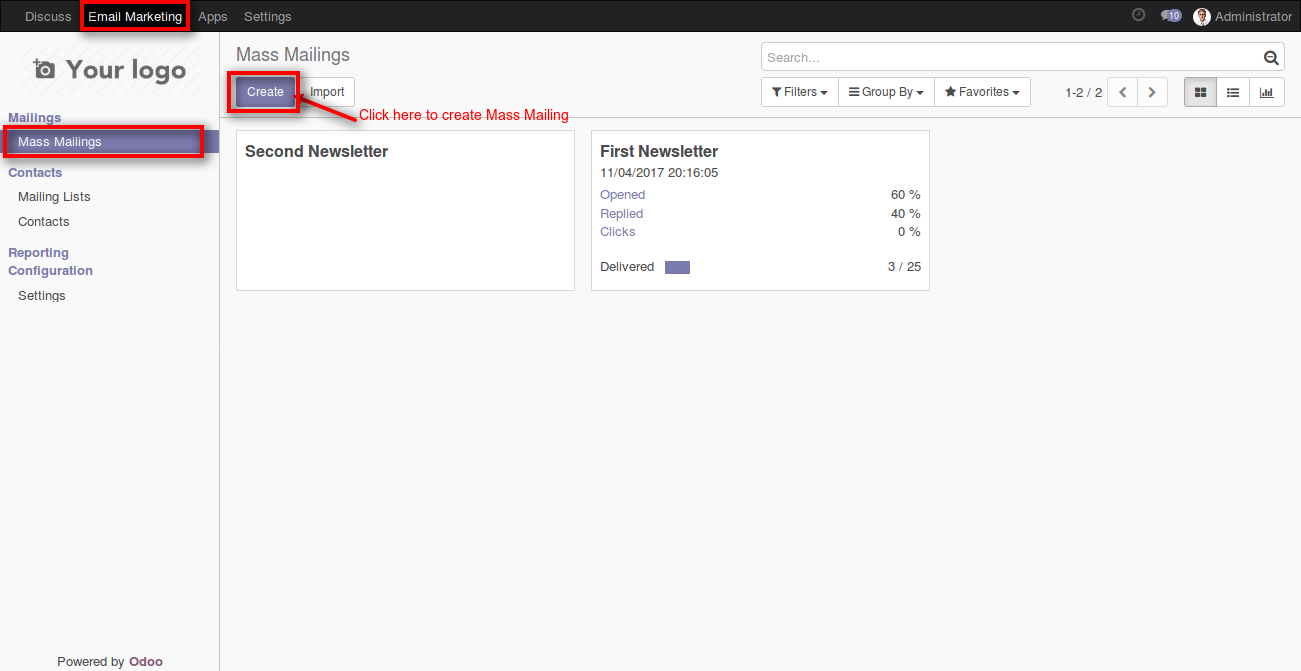 Discuss Email Marketing Apps Settings 10 Administrator
Your logo
Mailings
Mass Mailings
Contacts
Mailing Lists
Contacts
Reporting
Configuration
Settings
Powered by Odoo
Mass Mailings
Search...
Create Import
Click here to create Mass Mailing
Filters Group By Favorites 1-2 / 2
Second Newsletter
First Newsletter
11/04/2017 20:16:05
Opened 60 %
Replied 40 %
Clicks 0 %
Delivered 3 / 25